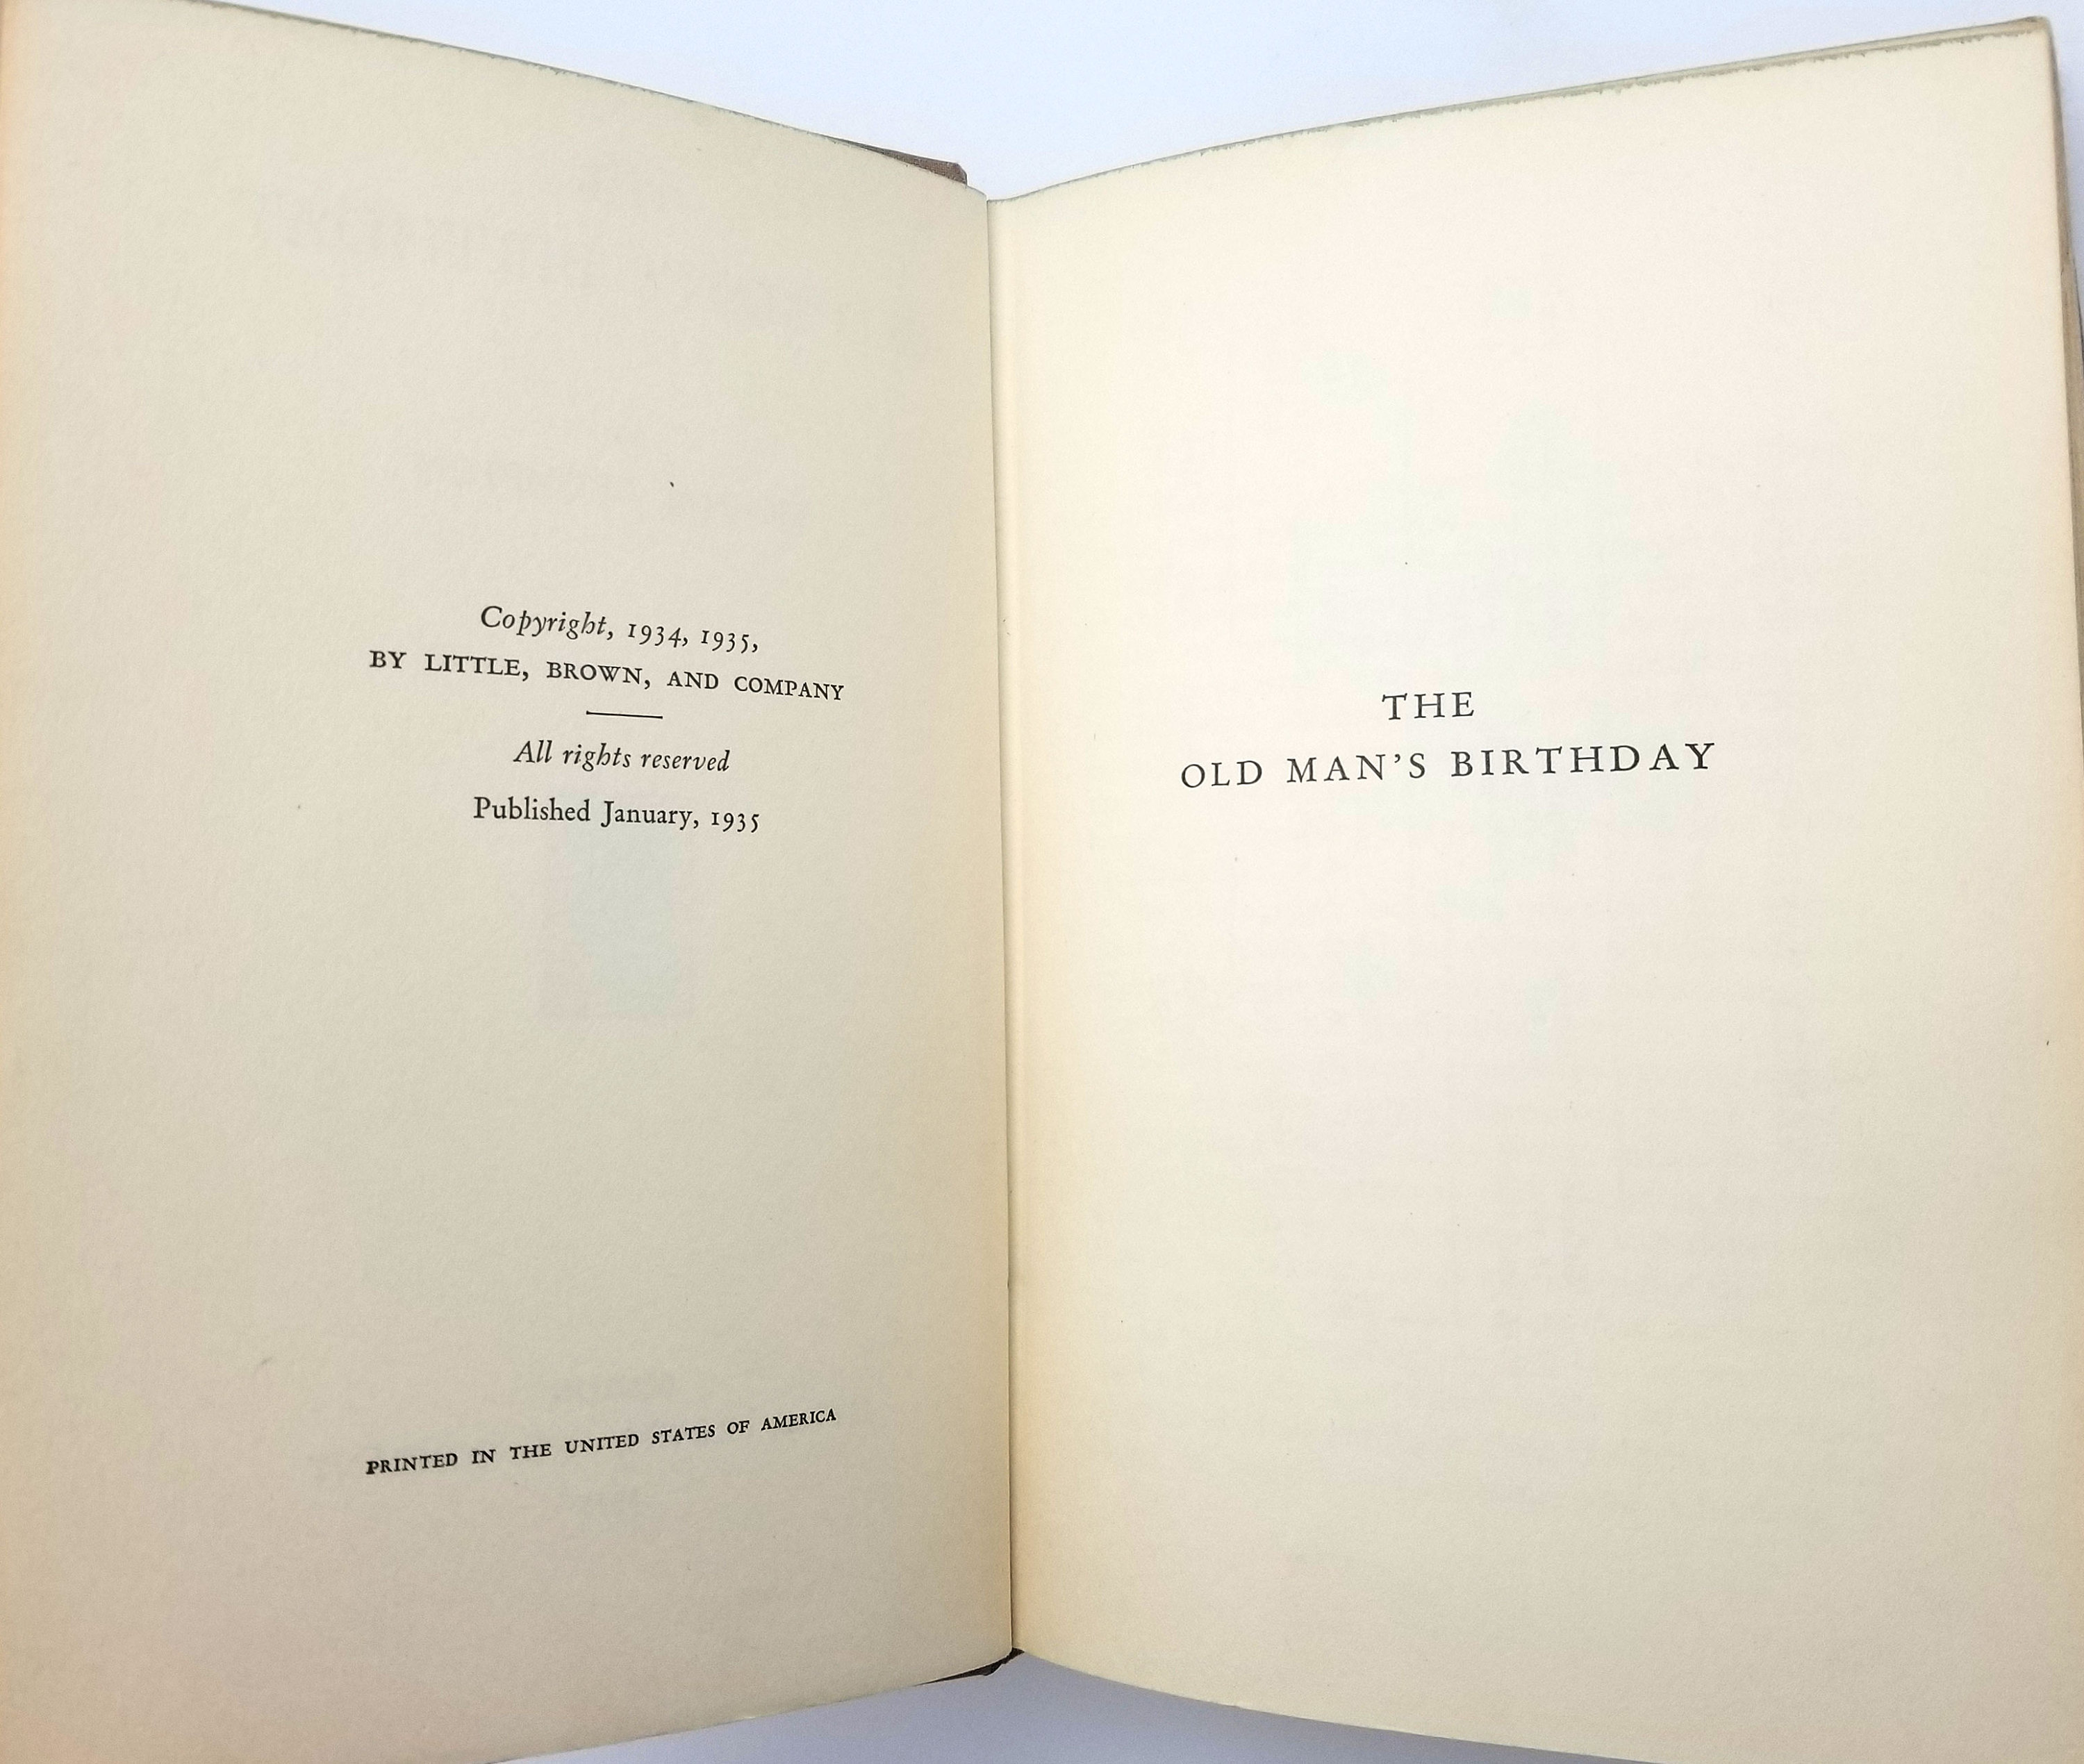 Copyright, 1934, 1935,
BY LITTLE, BROWN, AND COMPANY
All rights reserved
Published January, 1935
PRINTED IN THE UNITED STATES OF AMERICA
THE
OLD MAN'S BIRTHDAY